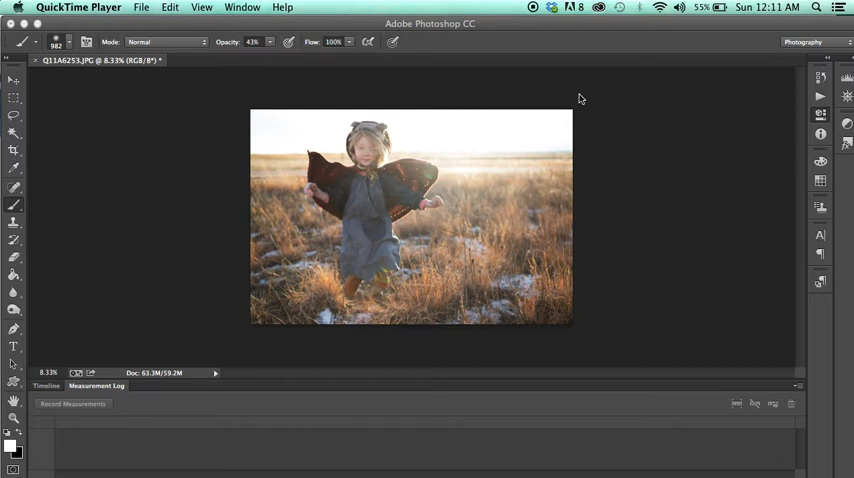 QuickTime Player File Edit View Window Help 8 55% Sun 12:11 AM
Adobe Photoshop CC
982 Mode: Normal Opacity: 43% Flow: 100% Photography
× Q11A6253.JPG @ 8.33% (RGB/8*) *
8.33% Doc: 63.3M/59.2M
Timeline Measurement Log
Record Measurements